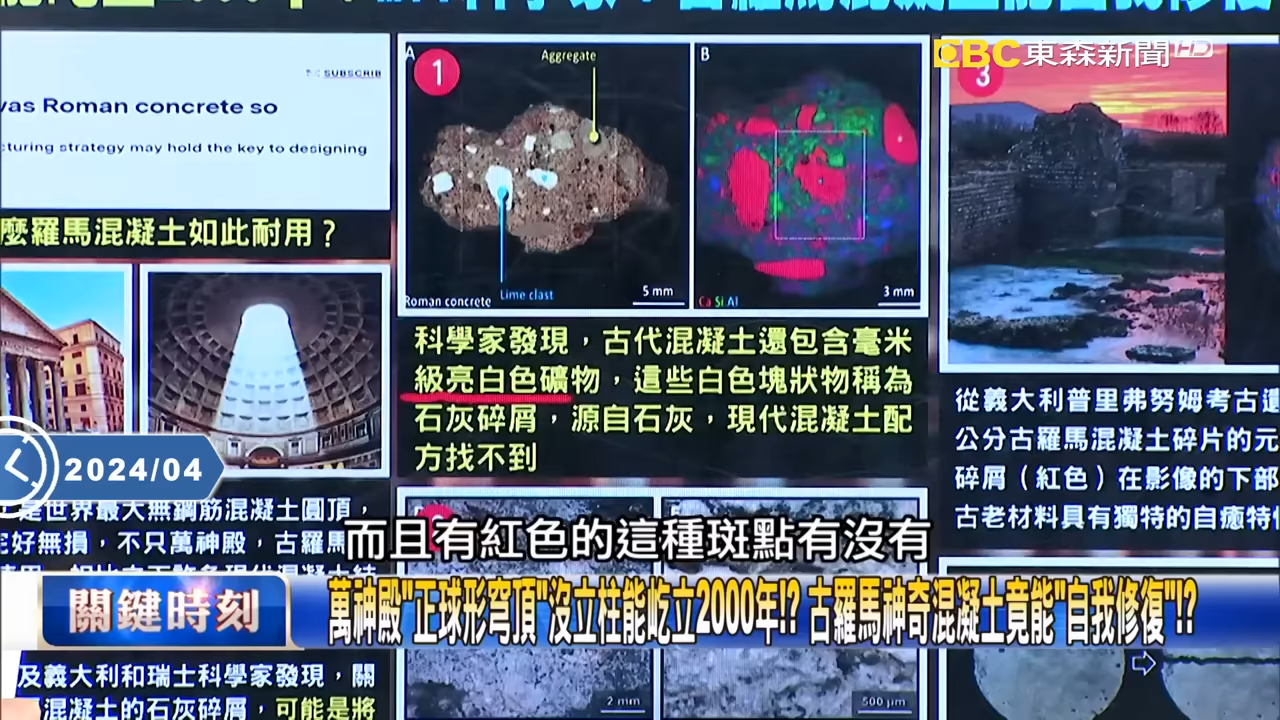 EBC 東森新聞 HD
SUBSCRIBE
was Roman concrete so
cturing strategy may hold the key to designing
麼羅馬混凝土如此耐用？
1
A
Aggregate
Roman concrete
Lime clast
5 mm
B
Ca Si Al
3 mm
3
科學家發現，古代混凝土還包含毫米
級亮白色礦物，這些白色塊狀物稱為
石灰碎屑，源自石灰，現代混凝土配
方找不到
從義大利普里弗努姆考古遺
公分古羅馬混凝土碎片的元
碎屑（紅色）在影像的下部
古老材料具有獨特的自癒特性
2024/04
是世界最大無鋼筋混凝土圓頂，
完好無損，不只萬神殿，古羅馬
而且有紅色的這種斑點有沒有
關鍵時刻
萬神殿"正球形穹頂"沒立柱能屹立2000年!? 古羅馬神奇混凝土竟能"自我修復"!?
及義大利和瑞士科學家發現，關
混凝土的石灰碎屑，可能是將
2 mm
500 μm